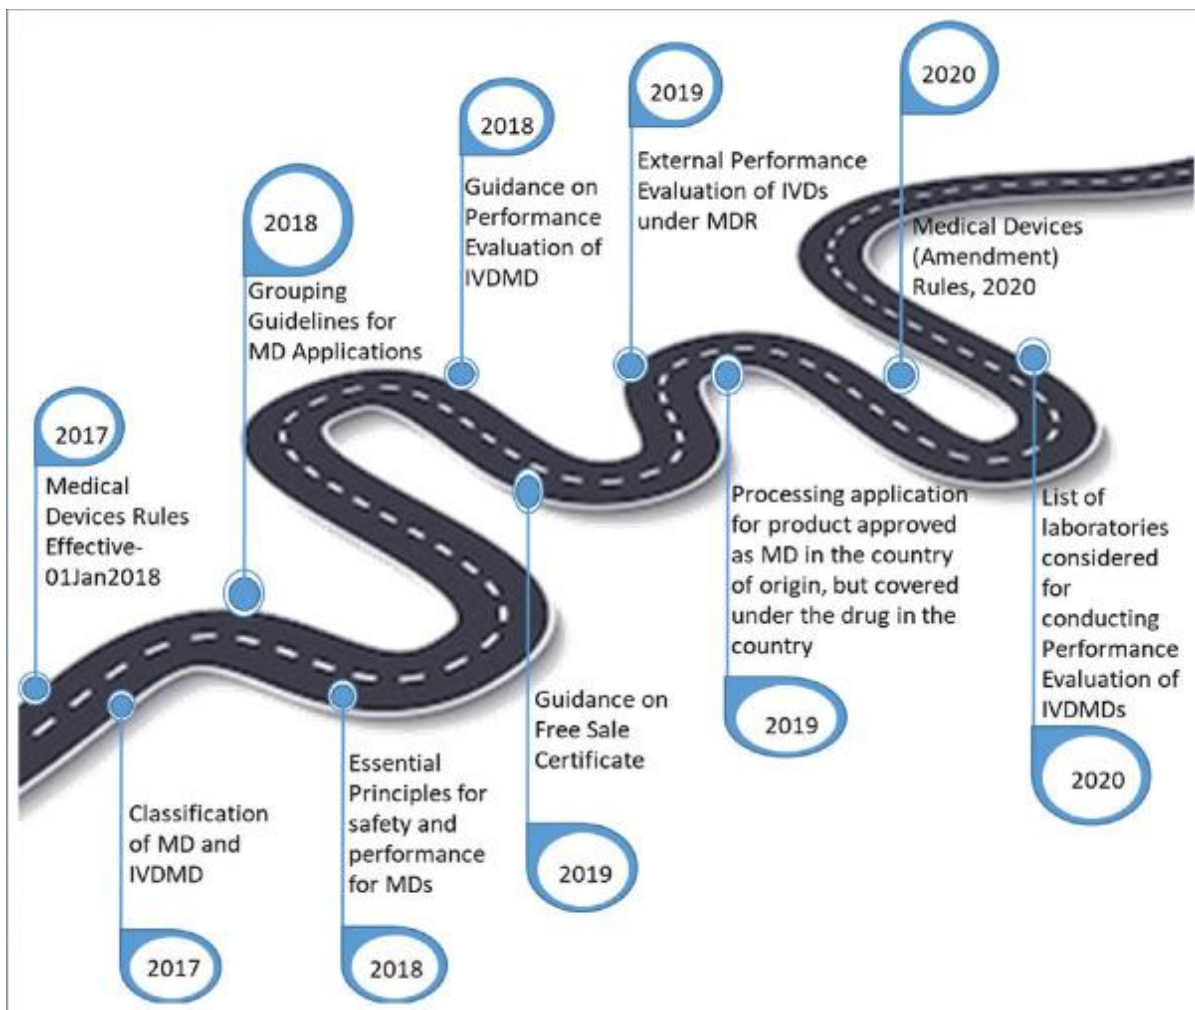 2017
Medical
Devices Rules
Effective-
01Jan2018
Classification
of MD and
IVDMD
2017
2018
Grouping
Guidelines for
MD Applications
Essential
Principles for
safety and
performance
for MDs
2018
2018
Guidance on
Performance
Evaluation of
IVDMD
Guidance on
Free Sale
Certificate
2019
2019
External Performance
Evaluation of IVDs
under MDR
Processing application
for product approved
as MD in the country
of origin, but covered
under the drug in the
country
2019
2020
Medical Devices
(Amendment)
Rules, 2020
List of
laboratories
considered
for
conducting
Performance
Evaluation of
IVDMDs
2020